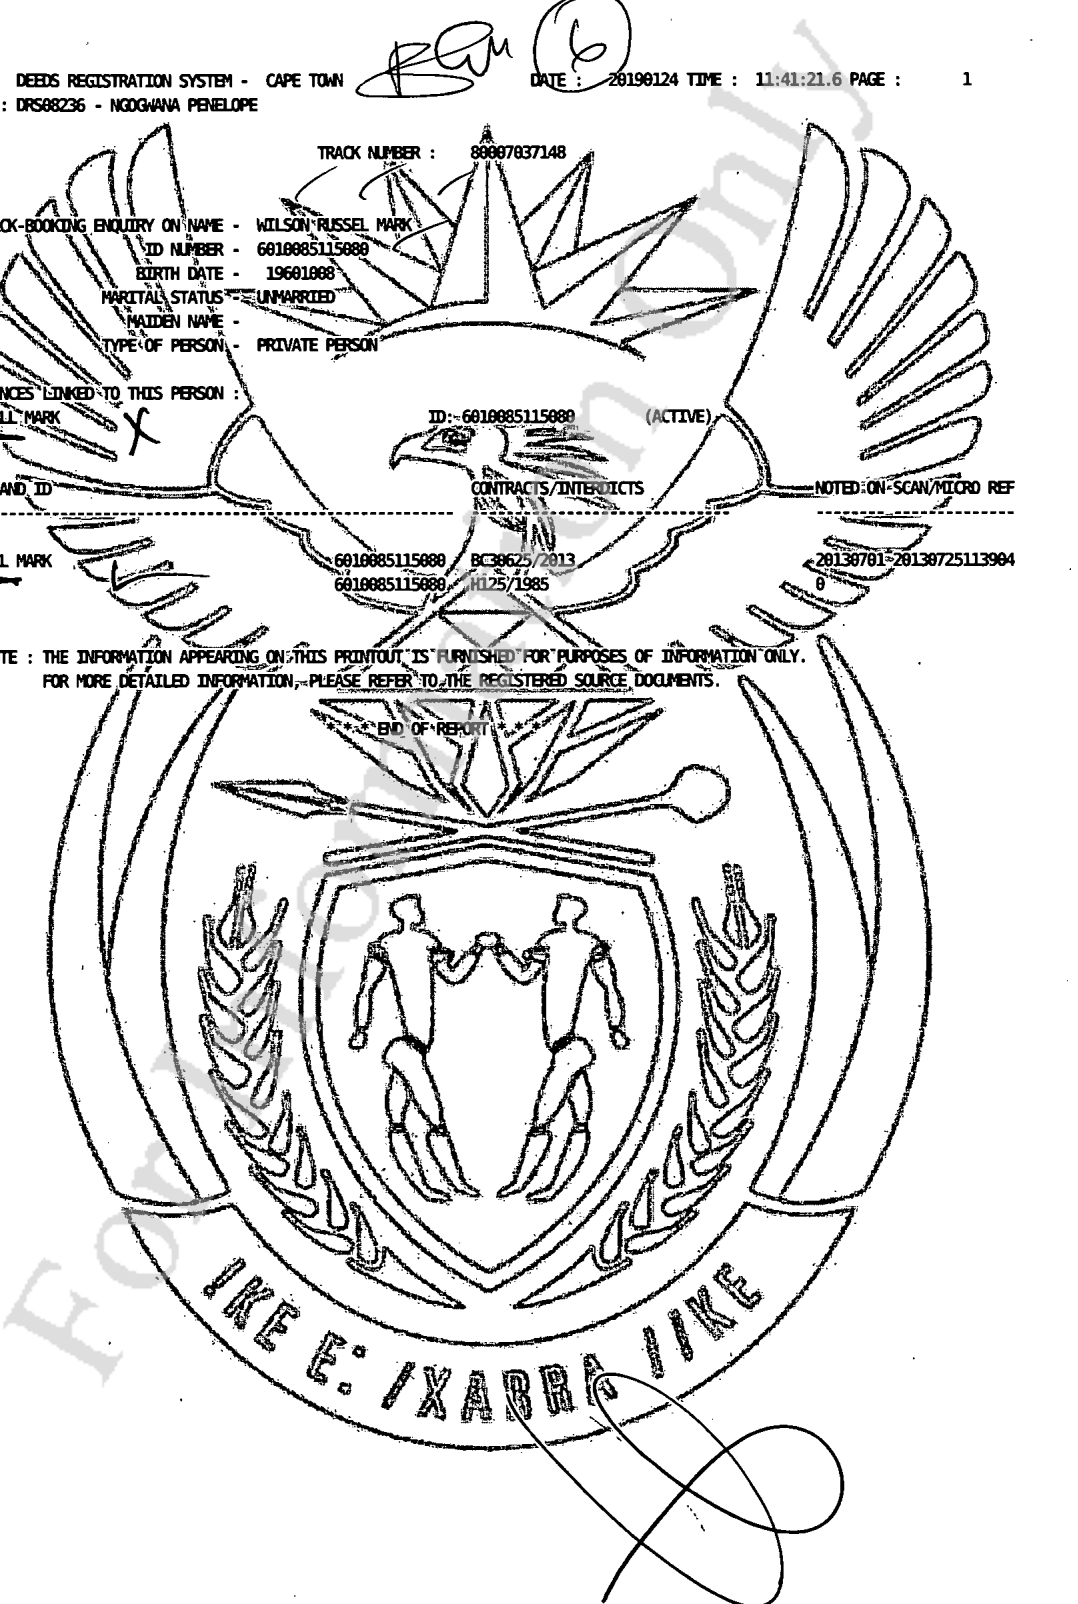 6
DEEDS REGISTRATION SYSTEM - CAPE TOWN DATE : 20190124 TIME : 11:41:21.6 PAGE : 1
: DRS08236 - NGOGWANA PENELOPE
TRACK NUMBER : 80007037148
CK-BOOKING ENQUIRY ON NAME - WILSON RUSSEL MARK
ID NUMBER - 6010085115080
BIRTH DATE - 19601008
MARITAL STATUS - UNMARRIED
MAIDEN NAME -
TYPE OF PERSON - PRIVATE PERSON
NCES LINKED TO THIS PERSON :
LL MARK ID: 6010085115080 (ACTIVE)
AND ID CONTRACTS/INTERDICTS NOTED ON SCAN/MICRO REF
L MARK 6010085115080 BC30625/2013 20130701 20130725113904
6010085115080 H125/1985 0
TE : THE INFORMATION APPEARING ON THIS PRINTOUT IS FURNISHED FOR PURPOSES OF INFORMATION ONLY.
FOR MORE DETAILED INFORMATION, PLEASE REFER TO THE REGISTERED SOURCE DOCUMENTS.
* * * END OF REPORT * * *
For Information Only
!KE E: /XARRA //KE